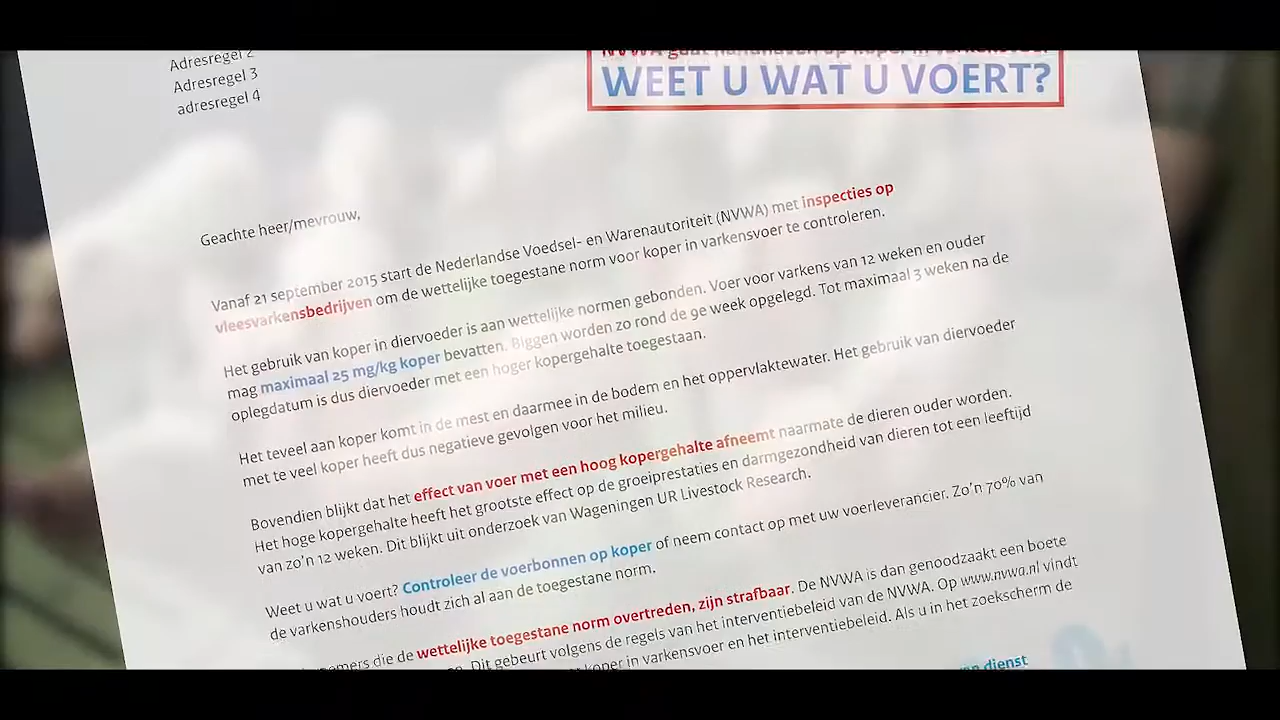 Adresregel 2
Adresregel 3
adresregel 4
NVWA gaat handhaven op koper in varkensvoer
WEET U WAT U VOERT?
Geachte heer/mevrouw,
Vanaf 21 september 2015 start de Nederlandse Voedsel- en Warenautoriteit (NVWA) met inspecties op
vleesvarkensbedrijven om de wettelijke toegestane norm voor koper in varkensvoer te controleren.
Het gebruik van koper in diervoeder is aan wettelijke normen gebonden. Voer voor varkens van 12 weken en ouder
mag maximaal 25 mg/kg koper bevatten. Biggen worden zo rond de 9e week opgelegd. Tot maximaal 3 weken na de
oplegdatum is dus diervoeder met een hoger kopergehalte toegestaan.
Het teveel aan koper komt in de mest en daarmee in de bodem en het oppervlaktewater. Het gebruik van diervoeder
met te veel koper heeft dus negatieve gevolgen voor het milieu.
Bovendien blijkt dat het effect van voer met een hoog kopergehalte afneemt naarmate de dieren ouder worden.
Het hoge kopergehalte heeft het grootste effect op de groeiprestaties en darmgezondheid van dieren tot een leeftijd
van zo'n 12 weken. Dit blijkt uit onderzoek van Wageningen UR Livestock Research.
Weet u wat u voert? Controleer de voerbonnen op koper of neem contact op met uw voerleverancier. Zo'n 70% van
de varkenshouders houdt zich al aan de toegestane norm.
die de wettelijke toegestane norm overtreden, zijn strafbaar. De NVWA is dan genoodzaakt een boete
Dit gebeurt volgens de regels van het interventiebeleid van de NVWA. Op www.nvwa.nl vindt
koper in varkensvoer en het interventiebeleid. Als u in het zoekscherm de
dienst